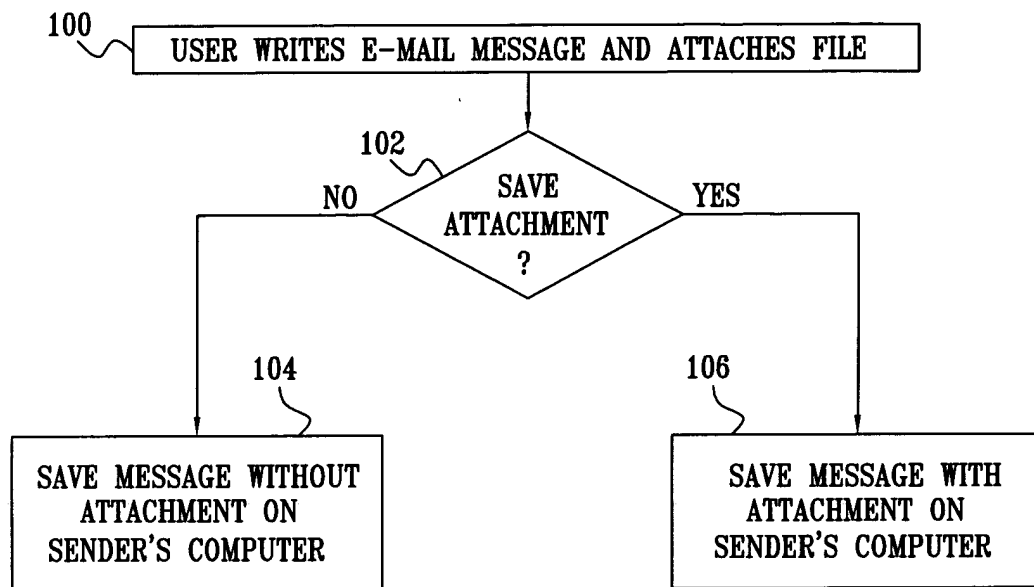 100
USER WRITES E-MAIL MESSAGE AND ATTACHES FILE
102
NO
SAVE
ATTACHMENT
?
YES
104
SAVE MESSAGE WITHOUT
ATTACHMENT ON
SENDER'S COMPUTER
106
SAVE MESSAGE WITH
ATTACHMENT ON
SENDER'S COMPUTER